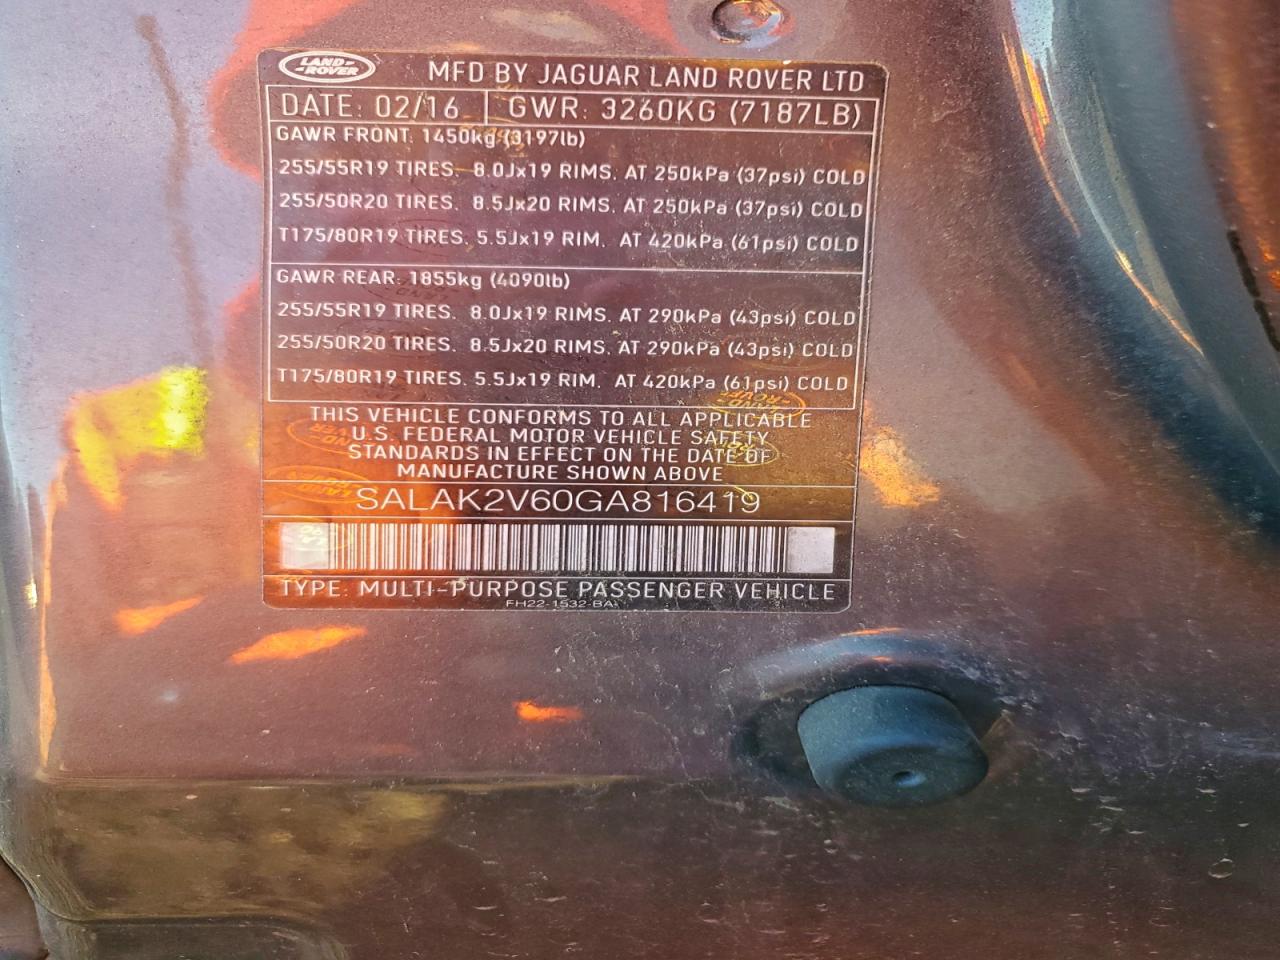 LAND-
-ROVER
MFD BY JAGUAR LAND ROVER LTD
DATE: 02/16 GWR: 3260KG (7187LB)
GAWR FRONT: 1450kg (3197lb)
255/55R19 TIRES. 8.0Jx19 RIMS. AT 250kPa (37psi) COLD
255/50R20 TIRES. 8.5Jx20 RIMS. AT 250kPa (37psi) COLD
T175/80R19 TIRES. 5.5Jx19 RIM. AT 420kPa (61psi) COLD
GAWR REAR: 1855kg (4090lb)
255/55R19 TIRES. 8.0Jx19 RIMS. AT 290kPa (43psi) COLD
255/50R20 TIRES. 8.5Jx20 RIMS. AT 290kPa (43psi) COLD
T175/80R19 TIRES. 5.5Jx19 RIM. AT 420kPa (61psi) COLD
THIS VEHICLE CONFORMS TO ALL APPLICABLE
U.S. FEDERAL MOTOR VEHICLE SAFETY
STANDARDS IN EFFECT ON THE DATE OF
MANUFACTURE SHOWN ABOVE
SALAK2V60GA816419
TYPE: MULTI-PURPOSE PASSENGER VEHICLE
FH22-1532-BA